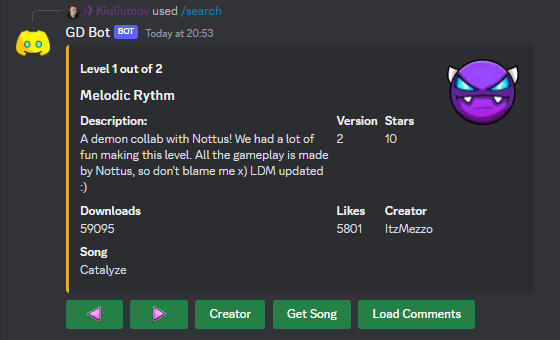 Kiuliumov used /search
GD Bot BOT Today at 20:53
Level 1 out of 2
Melodic Rythm
Description: Version Stars
A demon collab with Nottus! We had a lot of 2 10
fun making this level. All the gameplay is made
by Nottus, so don't blame me x) LDM updated
:)
Downloads Likes Creator
59095 5801 ItzMezzo
Song
Catalyze
Creator Get Song Load Comments